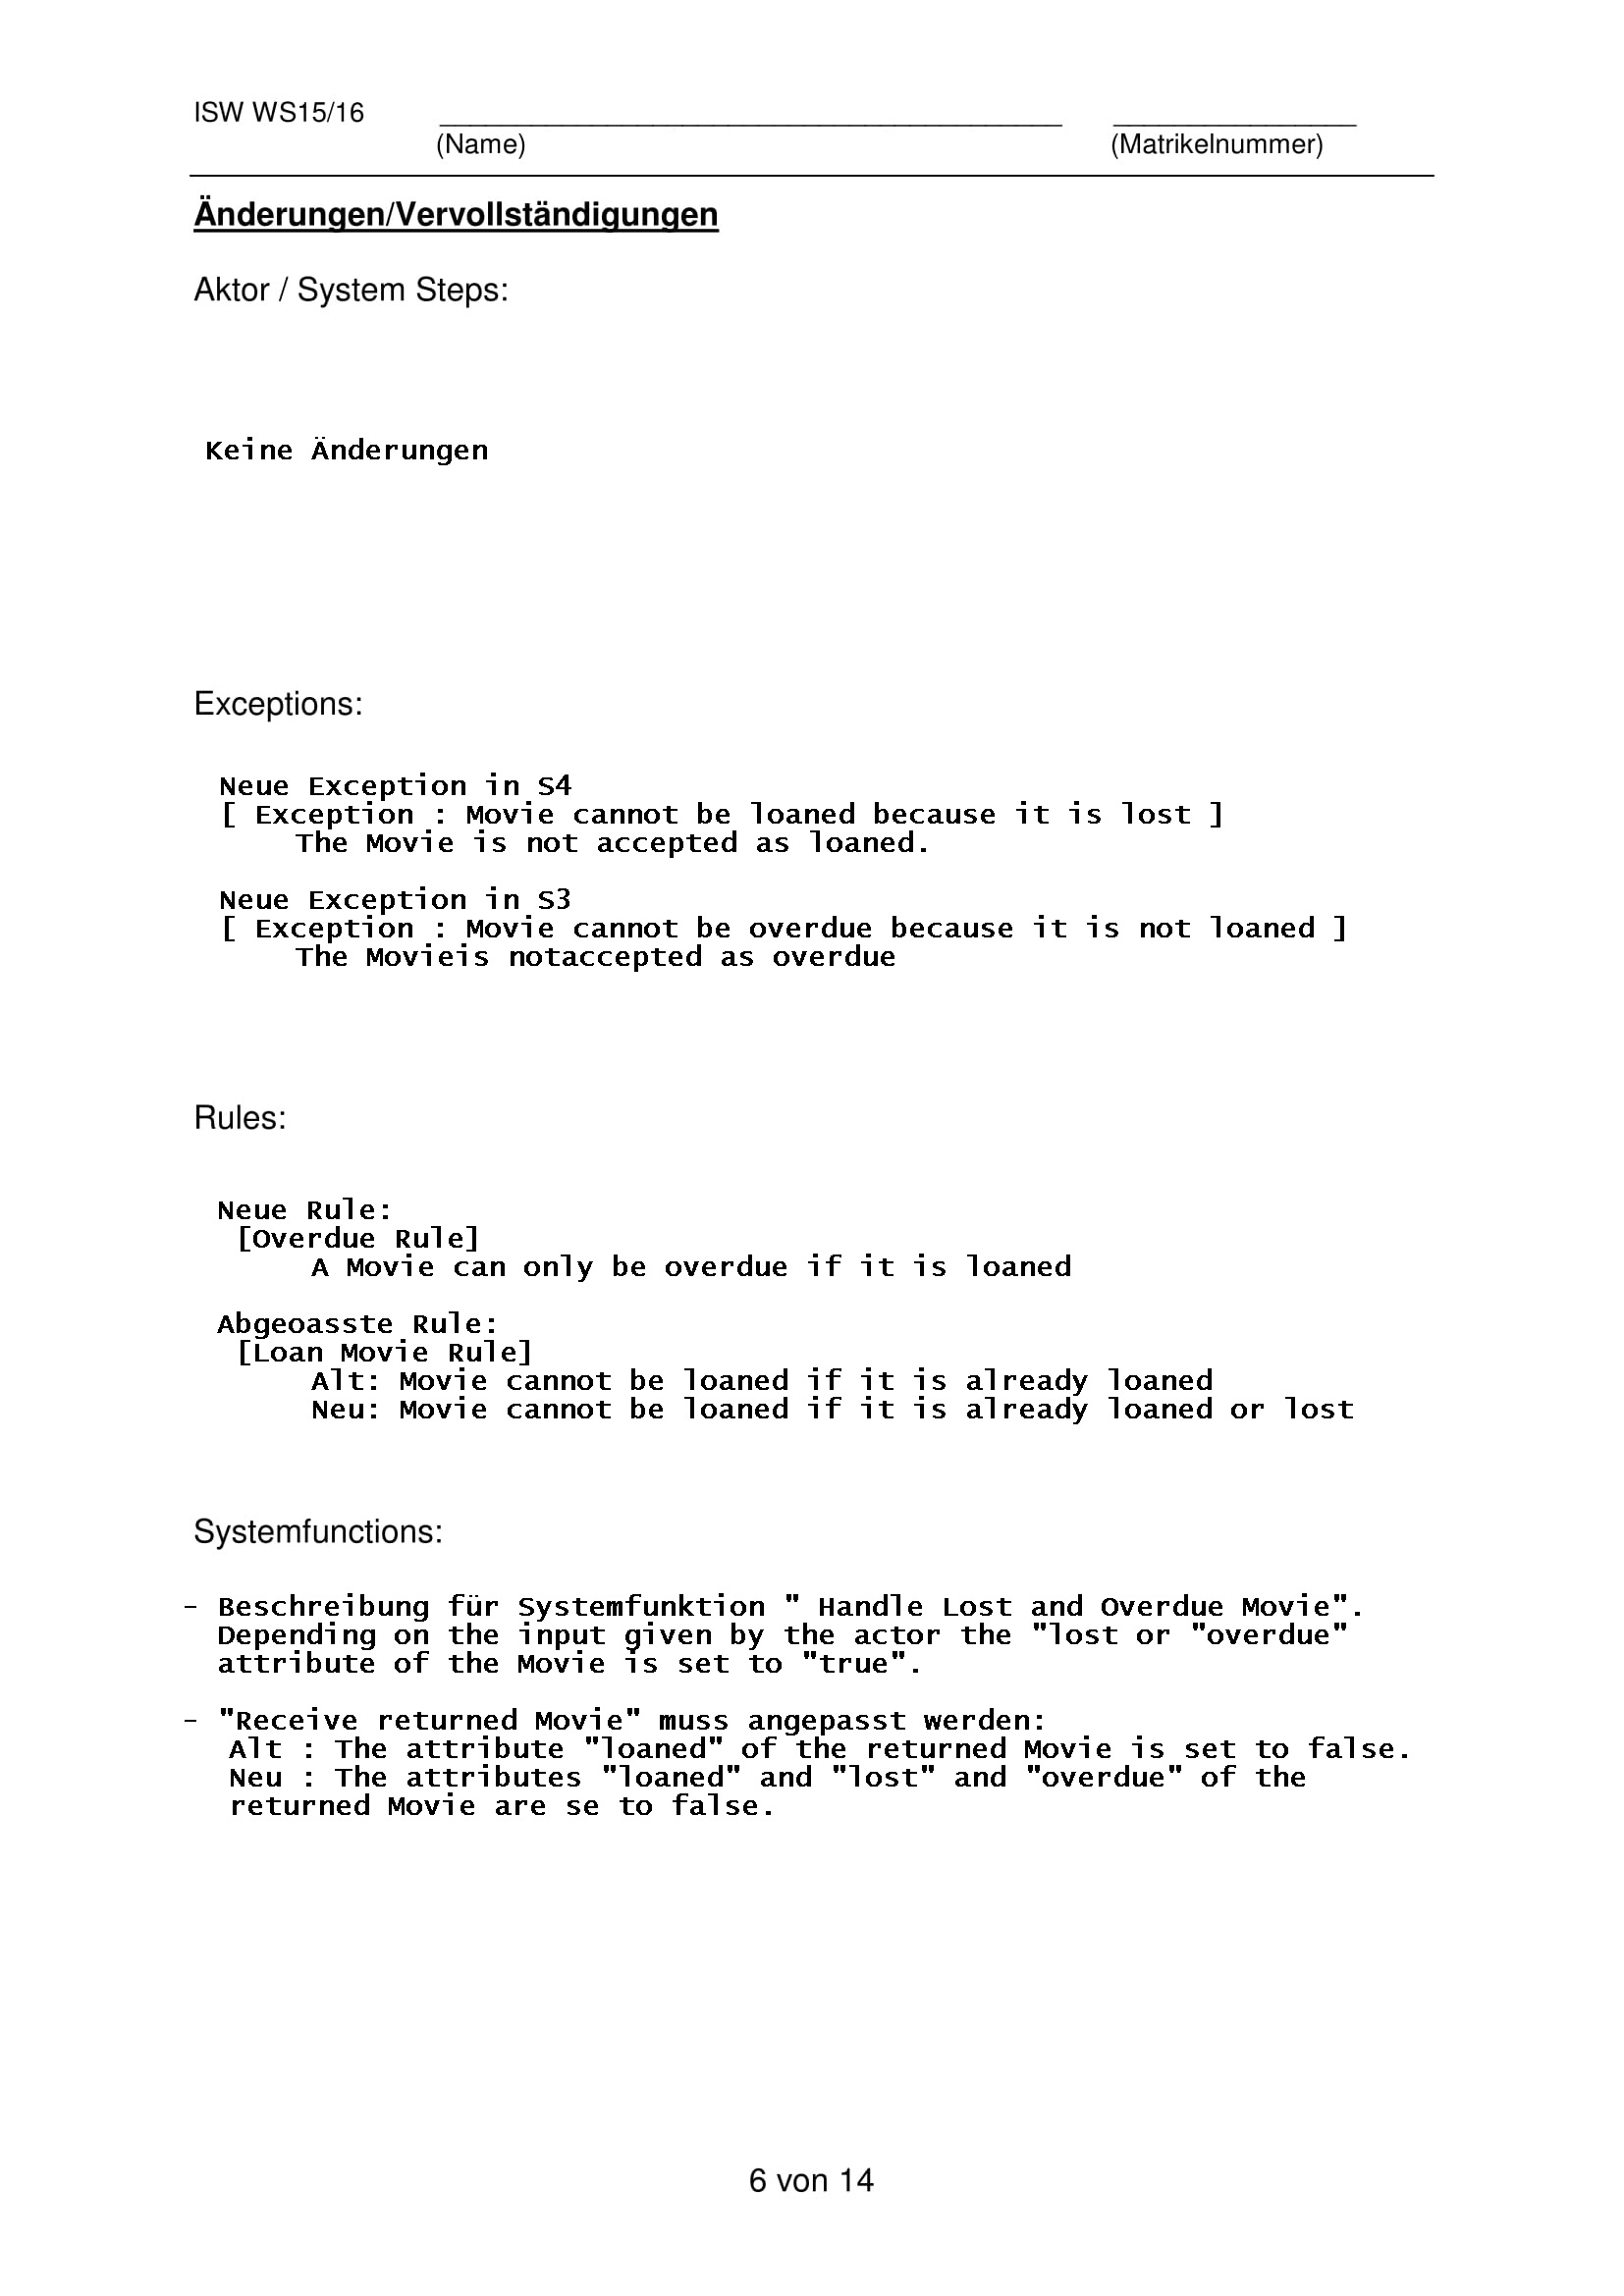 ISW WS15/16
(Name) (Matrikelnummer)
Änderungen/Vervollständigungen
Aktor / System Steps:
Keine Änderungen
Exceptions:
Neue Exception in S4
[ Exception : Movie cannot be loaned because it is lost ]
The Movie is not accepted as loaned.
Neue Exception in S3
[ Exception : Movie cannot be overdue because it is not loaned ]
The Movieis notaccepted as overdue
Rules:
Neue Rule:
[Overdue Rule]
A Movie can only be overdue if it is loaned
Abgeoasste Rule:
[Loan Movie Rule]
Alt: Movie cannot be loaned if it is already loaned
Neu: Movie cannot be loaned if it is already loaned or lost
Systemfunctions:
- Beschreibung für Systemfunktion " Handle Lost and Overdue Movie".
Depending on the input given by the actor the "lost or "overdue"
attribute of the Movie is set to "true".
- "Receive returned Movie" muss angepasst werden:
Alt : The attribute "loaned" of the returned Movie is set to false.
Neu : The attributes "loaned" and "lost" and "overdue" of the
returned Movie are se to false.
6 von 14